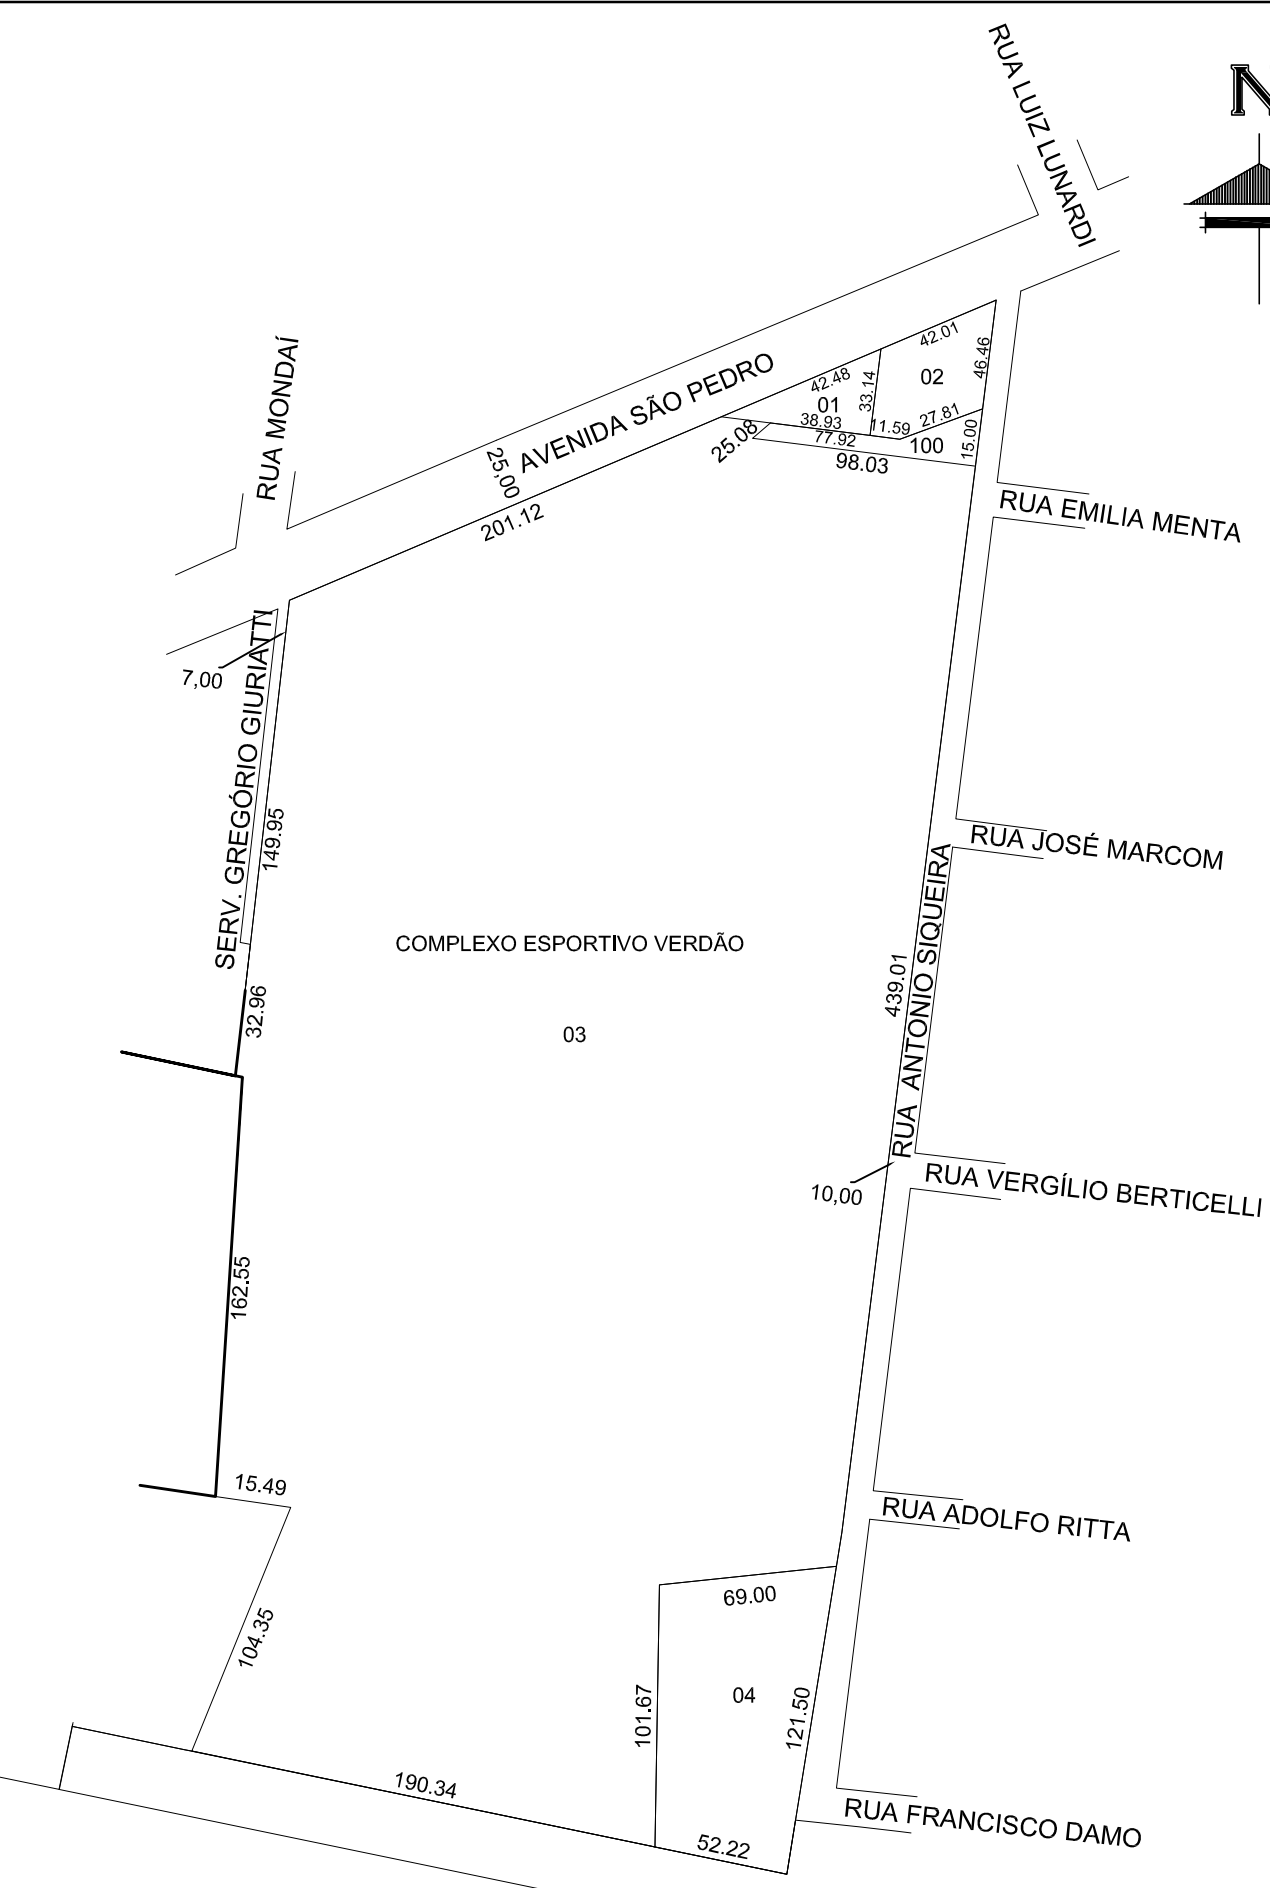 RUA LUIZ LUNARDI
N
RUA MONDAÍ
AVENIDA SÃO PEDRO
25,00
201.12
42.01
46.46
02
42.48
33.14
01
38.93
11.59
27.81
15.00
25.08
77.92
100
98.03
RUA EMILIA MENTA
SERV. GREGÓRIO GIURIATTI
7,00
149.95
RUA JOSÉ MARCOM
COMPLEXO ESPORTIVO VERDÃO
03
32.96
439.01
RUA ANTONIO SIQUEIRA
10,00
RUA VERGÍLIO BERTICELLI
162.55
15.49
RUA ADOLFO RITTA
104.35
69.00
101.67
04
121.50
190.34
52.22
RUA FRANCISCO DAMO